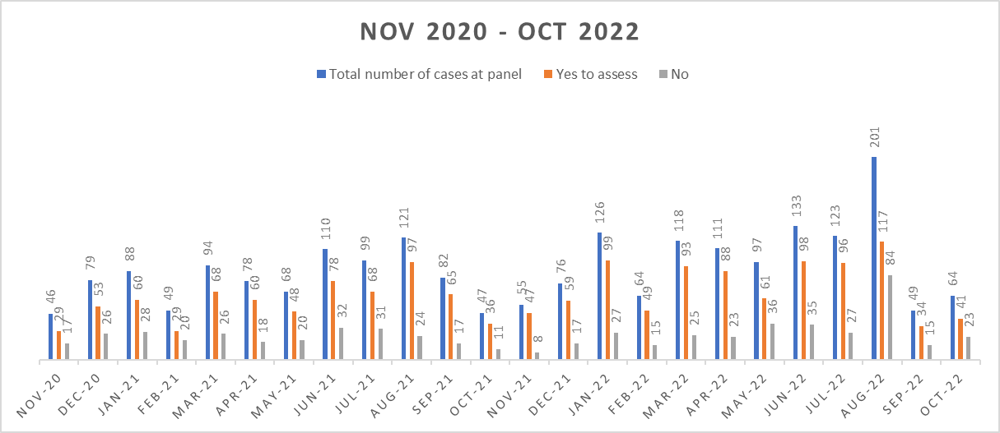 NOV 2020 - OCT 2022
Total number of cases at panel Yes to assess No
46 29 17
79 53 26
88 60 28
49 29 20
94 68 26
78 60 18
68 48 20
110 78 32
99 68 31
121 97 24
82 65 17
47 36 11
55 47 8
76 59 17
126 99 27
64 49 15
118 93 25
111 88 23
97 61 36
133 98 35
123 96 27
201 117 84
49 34 15
64 41 23
NOV-20
DEC-20
JAN-21
FEB-21
MAR-21
APR-21
MAY-21
JUN-21
JUL-21
AUG-21
SEP-21
OCT-21
NOV-21
DEC-21
JAN-22
FEB-22
MAR-22
APR-22
MAY-22
JUN-22
JUL-22
AUG-22
SEP-22
OCT-22